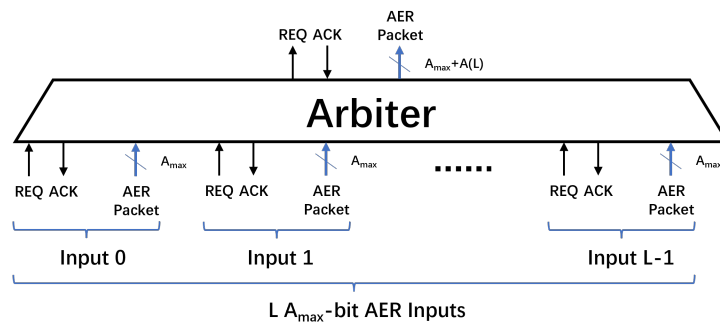 AER
REQ ACK Packet
Amax+A(L)
Arbiter
Amax Amax ...... Amax
REQ ACK AER REQ ACK AER REQ ACK AER
Packet Packet Packet
Input 0 Input 1 Input L-1
L Amax-bit AER Inputs